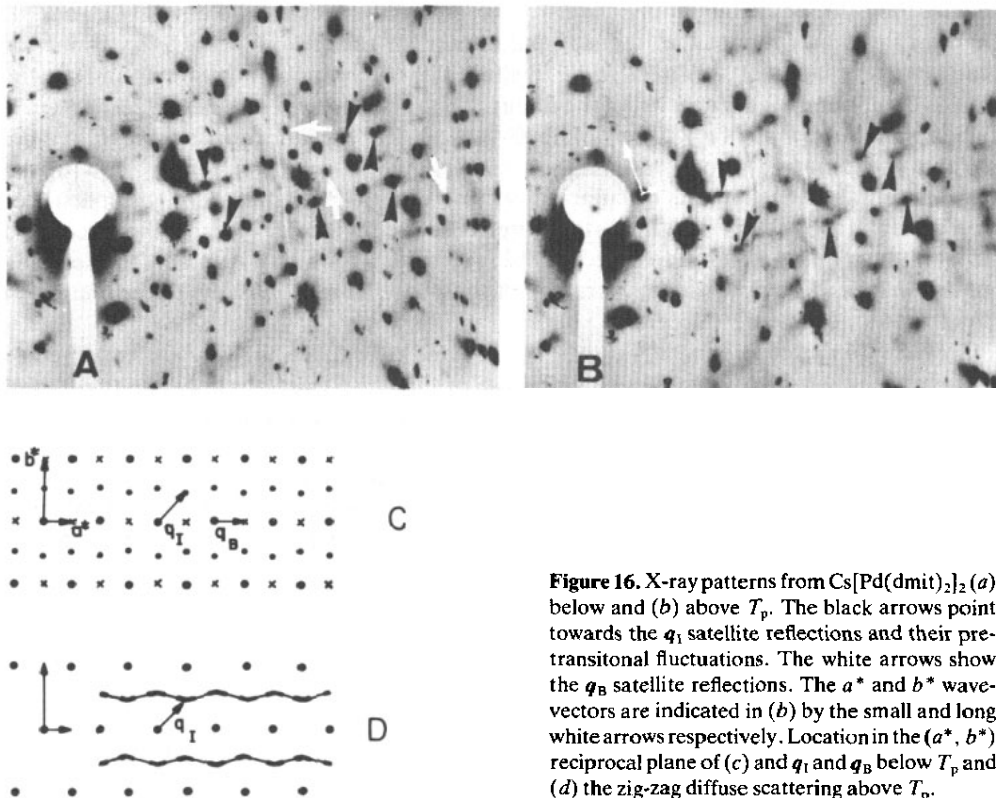 A
B
b*
a*
q_I
q_B
C
q_I
D
Figure 16. X-ray patterns from Cs[Pd(dmit)₂]₂ (a)
below and (b) above Tₚ. The black arrows point
towards the q_I satellite reflections and their pre-
transitonal fluctuations. The white arrows show
the q_B satellite reflections. The a* and b* wave-
vectors are indicated in (b) by the small and long
white arrows respectively. Location in the (a*, b*)
reciprocal plane of (c) and q_I and q_B below Tₚ and
(d) the zig-zag diffuse scattering above Tₚ.